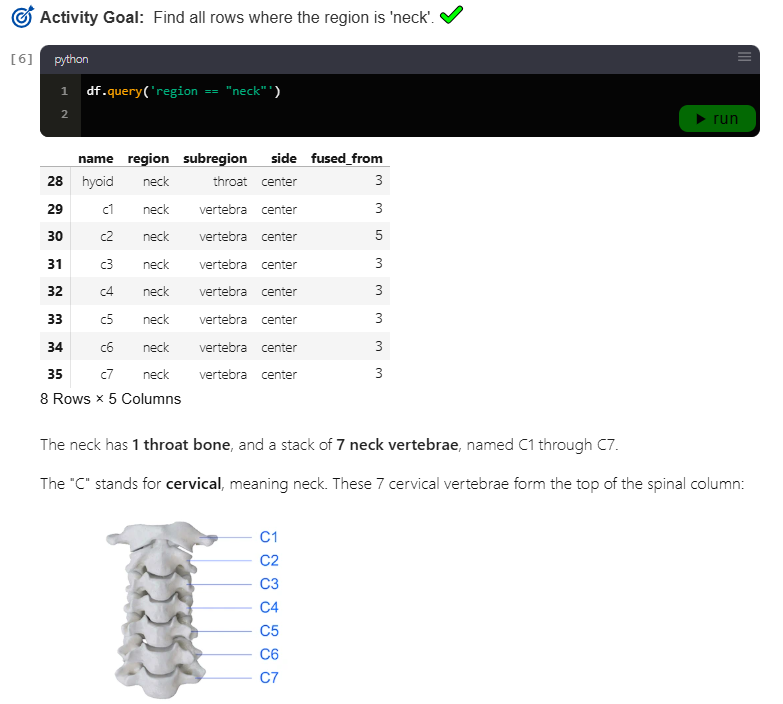 Activity Goal: Find all rows where the region is 'neck'.
[6] python
1 df.query('region == "neck"')
2
run
name region subregion side fused_from
28 hyoid neck throat center 3
29 c1 neck vertebra center 3
30 c2 neck vertebra center 5
31 c3 neck vertebra center 3
32 c4 neck vertebra center 3
33 c5 neck vertebra center 3
34 c6 neck vertebra center 3
35 c7 neck vertebra center 3
8 Rows × 5 Columns
The neck has 1 throat bone, and a stack of 7 neck vertebrae, named C1 through C7.
The "C" stands for cervical, meaning neck. These 7 cervical vertebrae form the top of the spinal column:
C1
C2
C3
C4
C5
C6
C7